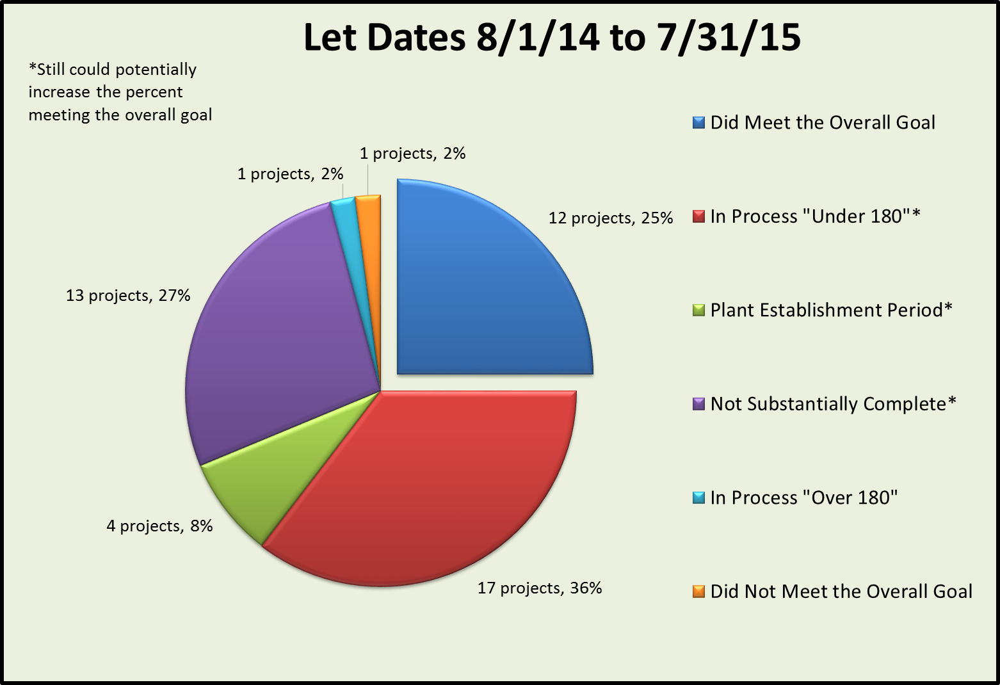 Let Dates 8/1/14 to 7/31/15
*Still could potentially
increase the percent
meeting the overall goal
Did Meet the Overall Goal
1 projects, 2%
1 projects, 2%
12 projects, 25%
In Process "Under 180"*
13 projects, 27%
Plant Establishment Period*
Not Substantially Complete*
In Process "Over 180"
4 projects, 8%
17 projects, 36%
Did Not Meet the Overall Goal